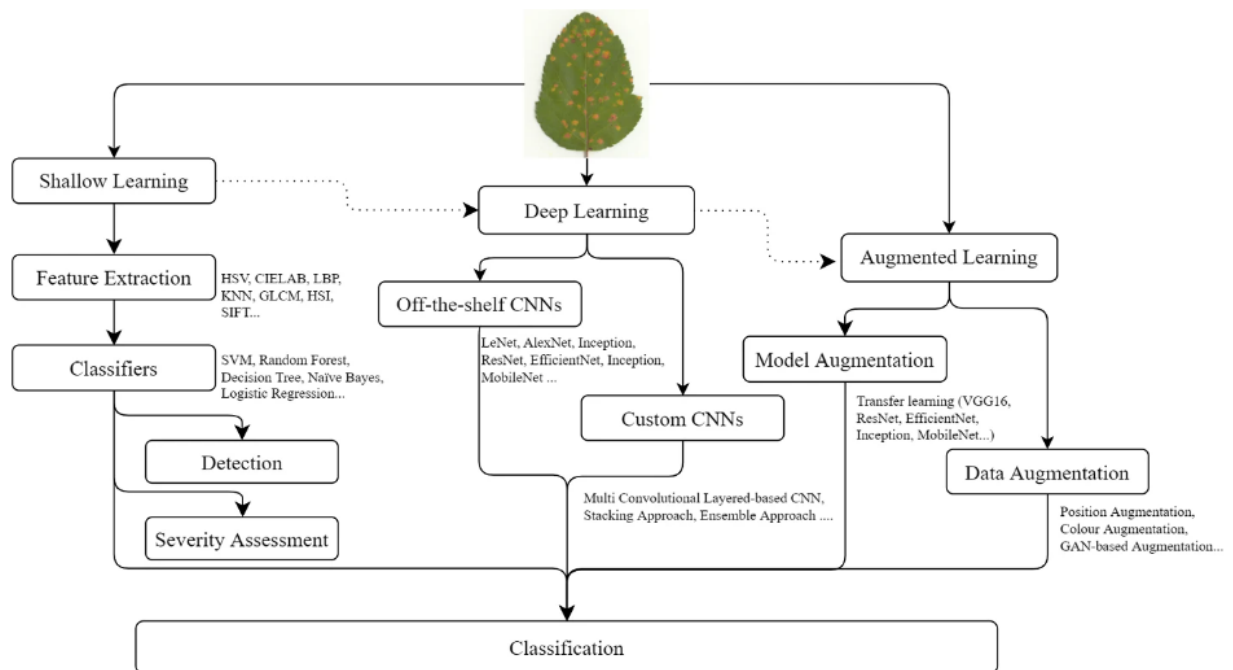 Shallow Learning
Deep Learning
Augmented Learning
Feature Extraction
HSV, CIELAB, LBP,
KNN, GLCM, HSI,
SIFT...
Off-the-shelf CNNs
LeNet, AlexNet, Inception,
ResNet, EfficientNet, Inception,
MobileNet ...
Classifiers
SVM, Random Forest,
Decision Tree, Naïve Bayes,
Logistic Regression...
Model Augmentation
Transfer learning (VGG16,
ResNet, EfficientNet,
Inception, MobileNet...)
Custom CNNs
Multi Convolutional Layered-based CNN,
Stacking Approach, Ensemble Approach ....
Detection
Data Augmentation
Position Augmentation,
Colour Augmentation,
GAN-based Augmentation...
Severity Assessment
Classification